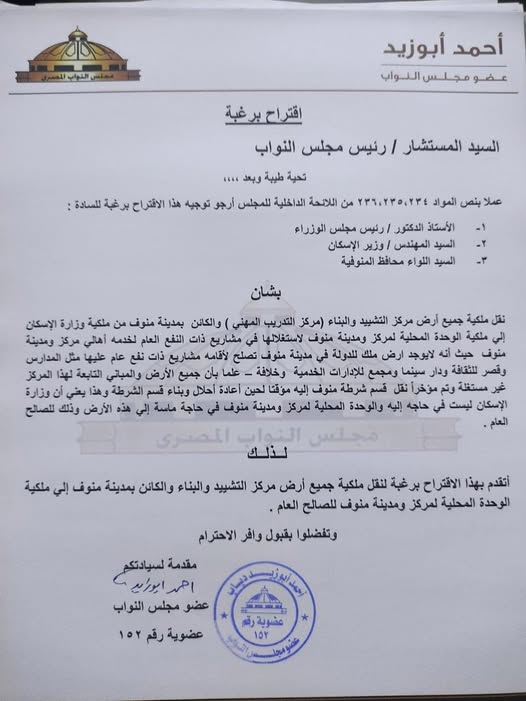 أحمد أبوزيد
عضو مجلس النواب
مجلس النواب المصرى
اقتراح برغبة
السيد المستشار / رئيس مجلس النواب
تحية طيبة وبعد ,,,,
عملا بنص المواد ٢٣٦،٢٣٥،٢٣٤ من اللائحة الداخلية للمجلس أرجو توجيه هذا الاقتراح برغبة للسادة :
١- الأستاذ الدكتور / رئيس مجلس الوزراء
٢- السيد المهندس / وزير الإسكان
٣- السيد اللواء محافظ المنوفية
بشان
نقل ملكية جميع أرض مركز التشييد والبناء (مركز التدريب المهني ) والكائن بمدينة منوف من ملكية وزارة الإسكان
إلي ملكية الوحدة المحلية لمركز ومدينة منوف لاستغلالها في مشاريع ذات النفع العام لخدمه أهالي مركز ومدينة
منوف حيث أنه لايوجد ارض ملك للدولة في مدينة منوف تصلح لأقامه مشاريع ذات نفع عام عليها مثل المدارس
وقصر للثقافة ودار سينما ومجمع للإدارات الخدمية وخلافة – علما بأن جميع الأرض والمباني التابعة لهذا المركز
غير مستغلة وتم مؤخراً نقل قسم شرطة منوف إليه مؤقتا لحين أعادة أحلال وبناء قسم الشرطة وهذا يعني أن وزارة
الإسكان ليست في حاجه إليه والوحدة المحلية لمركز ومدينة منوف في حاجة ماسة إلي هذه الأرض وذلك للصالح
العام .
مجلس النواب المصرى
لـذلـك
أتقدم بهذا الاقتراح برغبة لنقل ملكية جميع أرض مركز التشييد والبناء والكائن بمدينة منوف إلي ملكية
الوحدة المحلية لمركز ومدينة منوف للصالح العام .
وتفضلوا بقبول وافر الاحترام
مقدمة لسيادتكم
احمد ابوزيد
عضو مجلس النواب
عضوية رقم ١٥٢
أحمد أبوزيد دياب
عضوية رقم
١٥٢
عضو مجلس النواب